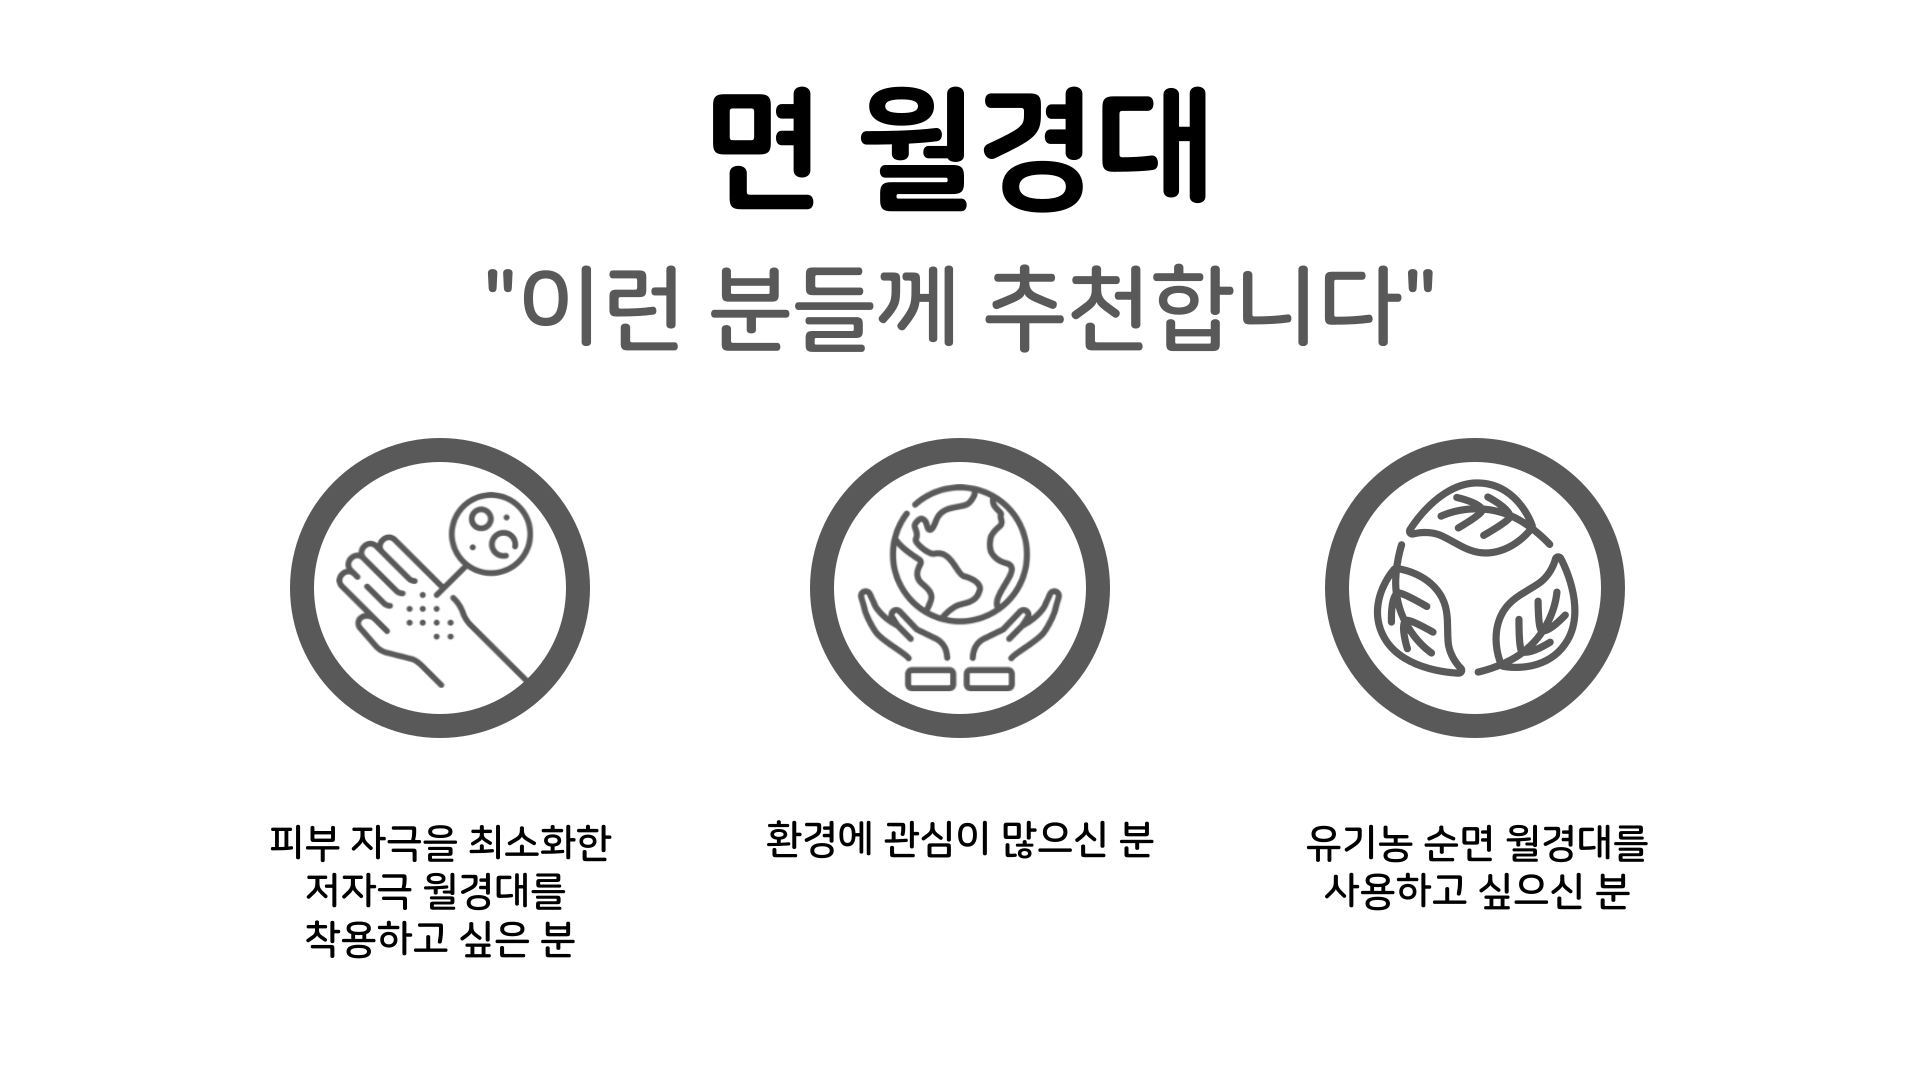 면 월경대
"이런 분들께 추천합니다"
피부 자극을 최소화한
저자극 월경대를
착용하고 싶은 분
환경에 관심이 많으신 분
유기농 순면 월경대를
사용하고 싶으신 분